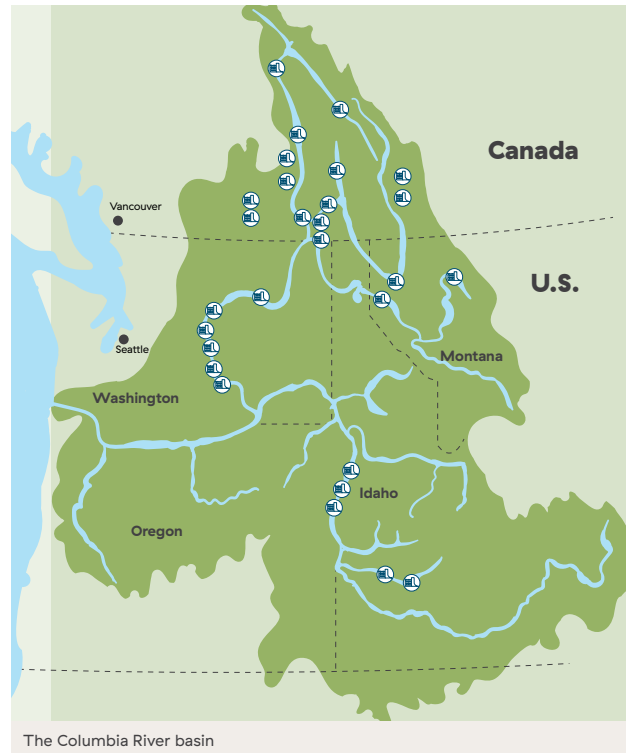 Canada
Vancouver
U.S.
Seattle
Montana
Washington
Idaho
Oregon
The Columbia River basin